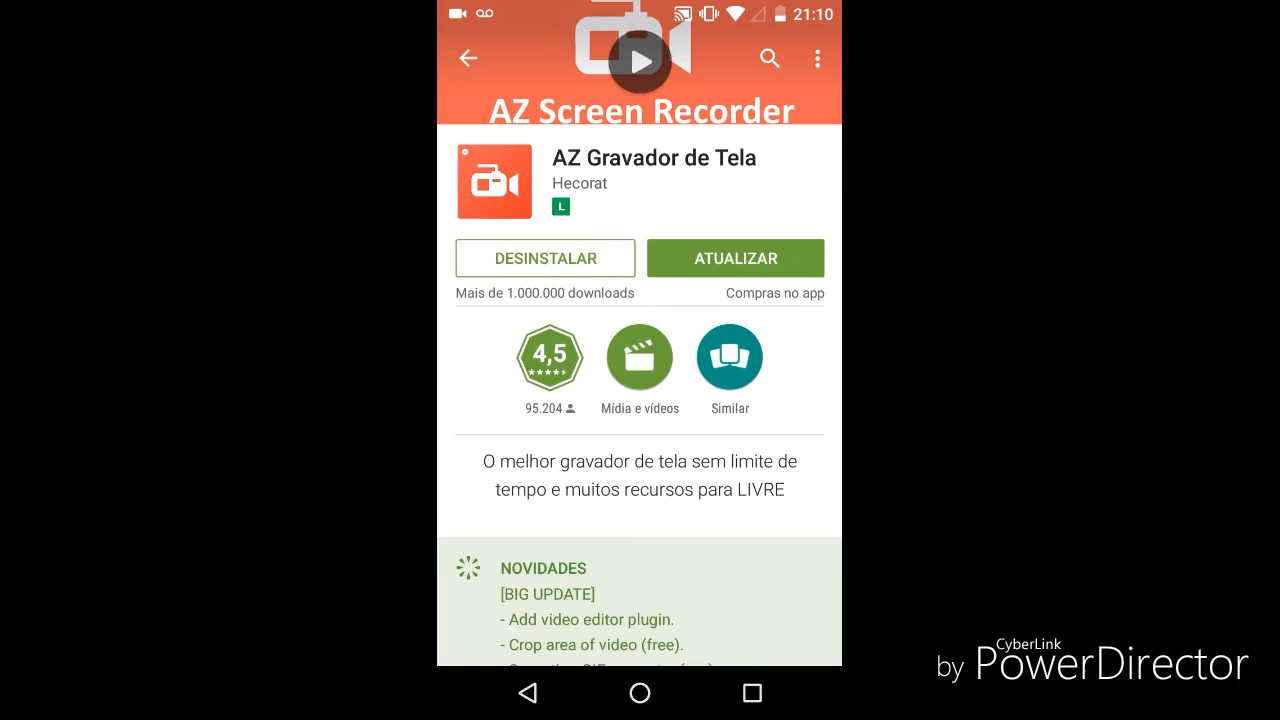 21:10
AZ Screen Recorder
AZ Gravador de Tela
Hecorat
L
DESINSTALAR
ATUALIZAR
Mais de 1.000.000 downloads
Compras no app
4,5
95.204
Mídia e vídeos
Similar
O melhor gravador de tela sem limite de
tempo e muitos recursos para LIVRE
NOVIDADES
[BIG UPDATE]
- Add video editor plugin.
- Crop area of video (free).
by CyberLink PowerDirector